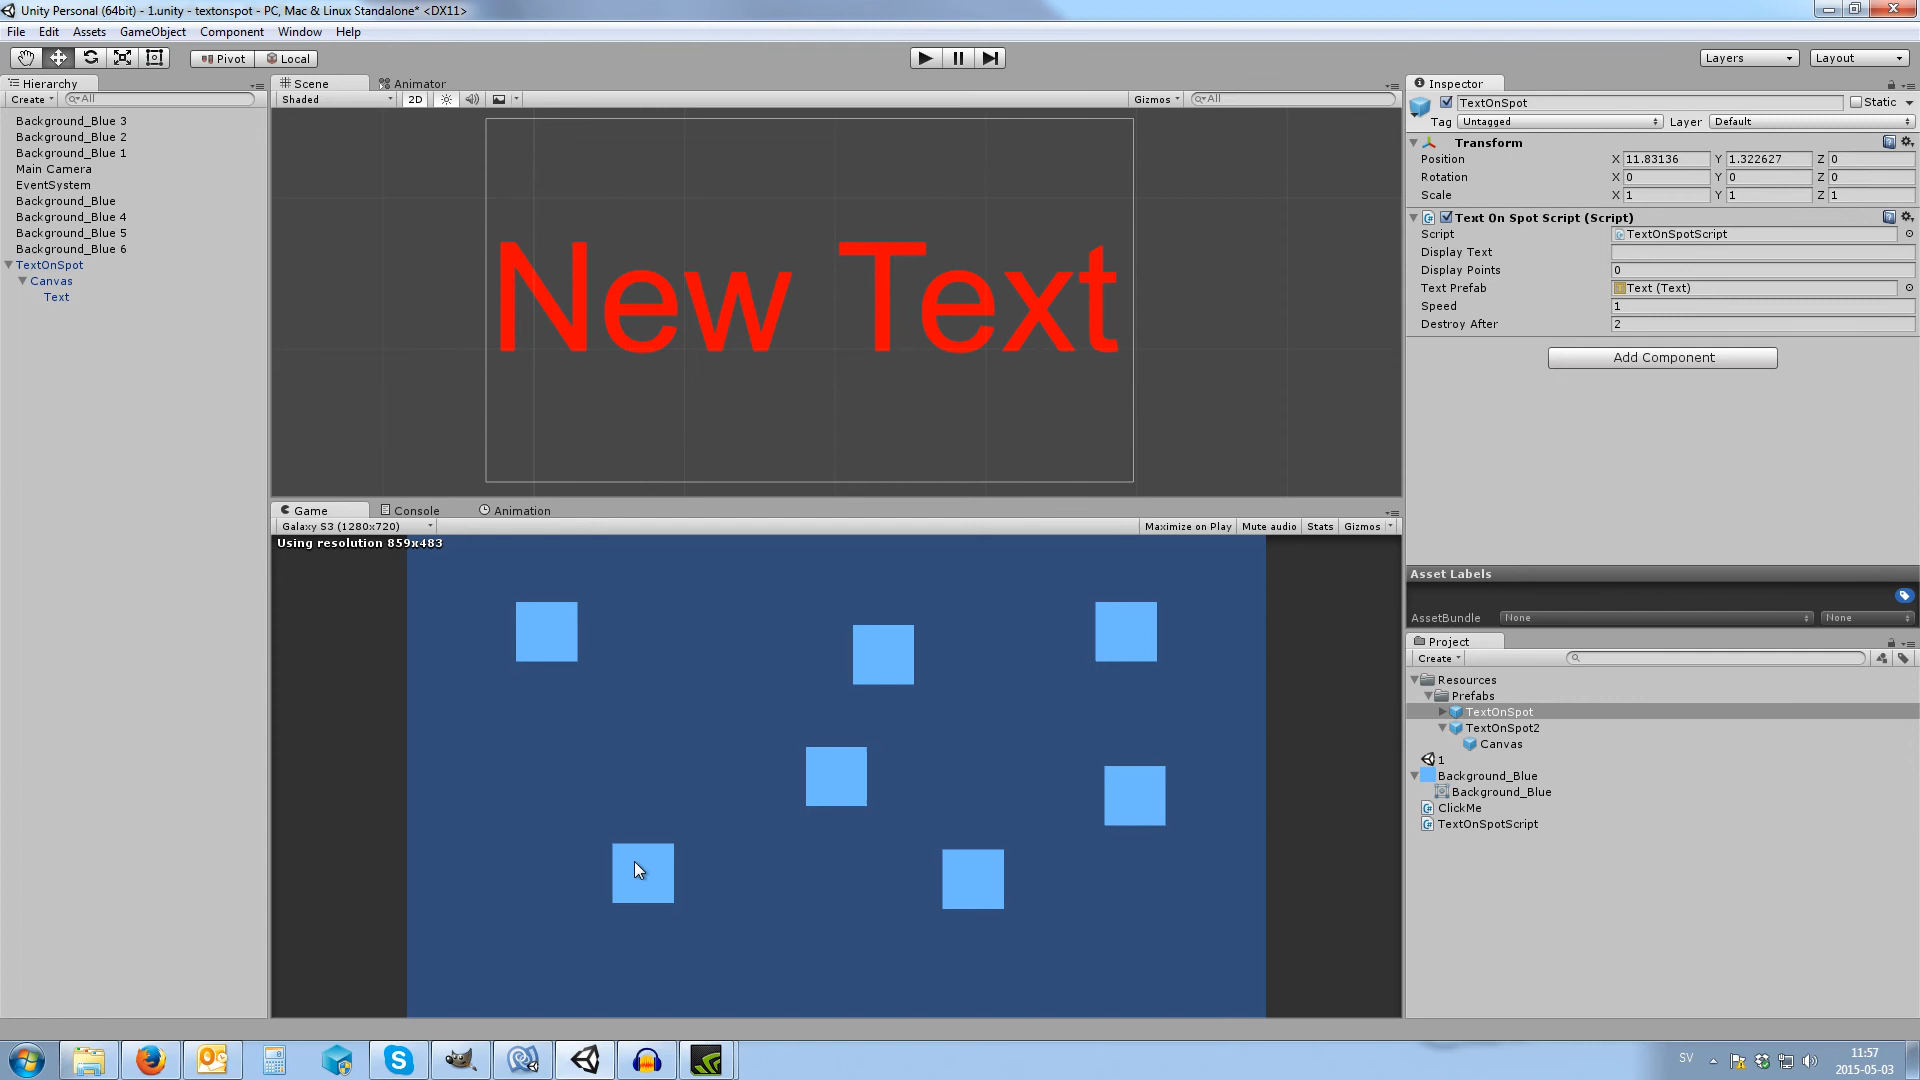 Unity Personal (64bit) - 1.unity - textonspot - PC, Mac & Linux Standalone* <DX11>
File Edit Assets GameObject Component Window Help
Pivot Local Layers Layout
Hierarchy
Create All
Background_Blue 3
Background_Blue 2
Background_Blue 1
Main Camera
EventSystem
Background_Blue
Background_Blue 4
Background_Blue 5
Background_Blue 6
TextOnSpot
Canvas
Text
Scene Animator
Shaded 2D Gizmos All
New Text
Game Console Animation
Galaxy S3 (1280x720) Maximize on Play Mute audio Stats Gizmos
Using resolution 859x483
Inspector
TextOnSpot Static
Tag Untagged Layer Default
Transform
Position X 11.83136 Y 1.322627 Z 0
Rotation X 0 Y 0 Z 0
Scale X 1 Y 1 Z 1
Text On Spot Script (Script)
Script TextOnSpotScript
Display Text
Display Points 0
Text Prefab Text (Text)
Speed 1
Destroy After 2
Add Component
Asset Labels
AssetBundle None None
Project
Create
Resources
Prefabs
TextOnSpot
TextOnSpot2
Canvas
1
Background_Blue
Background_Blue
ClickMe
TextOnSpotScript
SV 11:57
2015-05-03